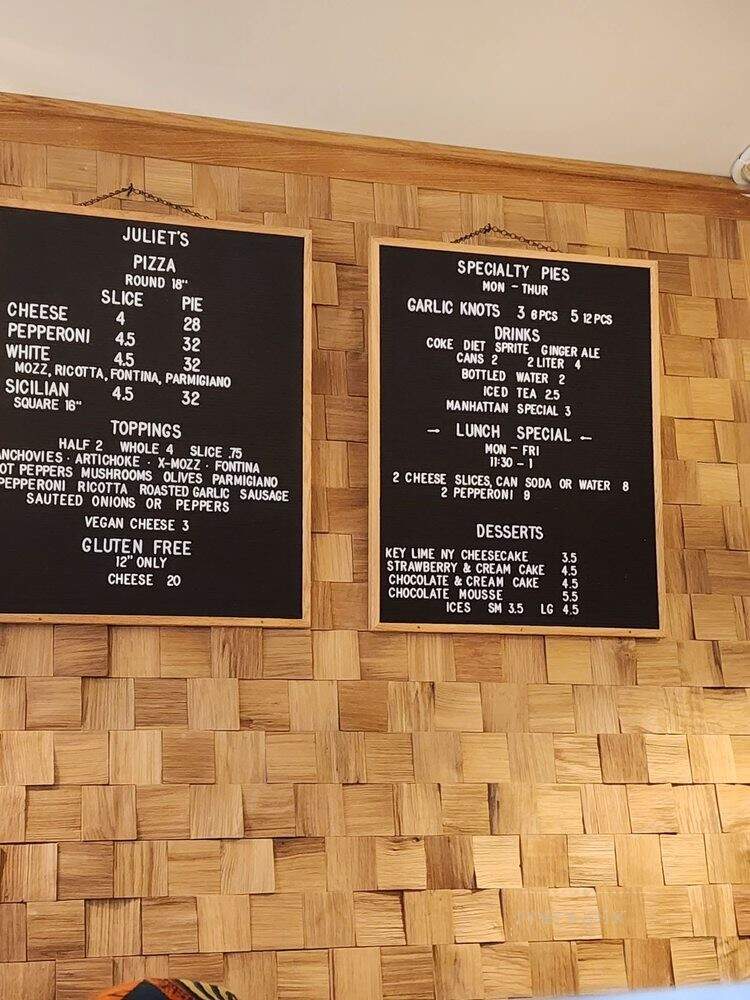 JULIET'S
PIZZA
ROUND 18"
SLICE PIE
CHEESE 4 28
PEPPERONI 4.5 32
WHITE 4.5 32
MOZZ, RICOTTA, FONTINA, PARMIGIANO
SICILIAN 4.5 32
SQUARE 16"
TOPPINGS
HALF 2 WHOLE 4 SLICE .75
ANCHOVIES · ARTICHOKE · X-MOZZ · FONTINA
OT PEPPERS MUSHROOMS OLIVES PARMIGIANO
PEPPERONI RICOTTA ROASTED GARLIC SAUSAGE
SAUTEED ONIONS OR PEPPERS
VEGAN CHEESE 3
GLUTEN FREE
12" ONLY
CHEESE 20
SPECIALTY PIES
MON - THUR
GARLIC KNOTS 3 6 PCS 5 12 PCS
DRINKS
COKE DIET SPRITE GINGER ALE
CANS 2 2 LITER 4
BOTTLED WATER 2
ICED TEA 2.5
MANHATTAN SPECIAL 3
→ LUNCH SPECIAL ←
MON - FRI
11:30 - 1
2 CHEESE SLICES, CAN SODA OR WATER 8
2 PEPPERONI 9
DESSERTS
KEY LIME NY CHEESECAKE 3.5
STRAWBERRY & CREAM CAKE 4.5
CHOCOLATE & CREAM CAKE 4.5
CHOCOLATE MOUSSE 5.5
ICES SM 3.5 LG 4.5